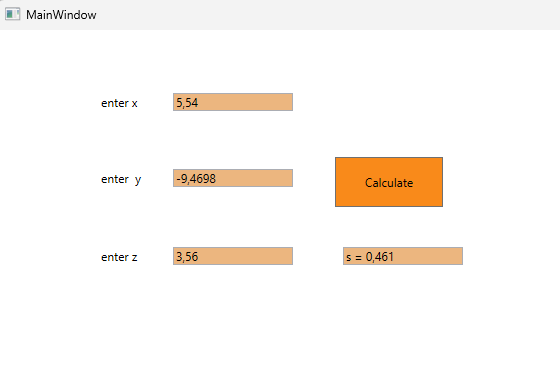 MainWindow
enter x
5,54
enter  y
-9,4698
Calculate
enter z
3,56
s = 0,461